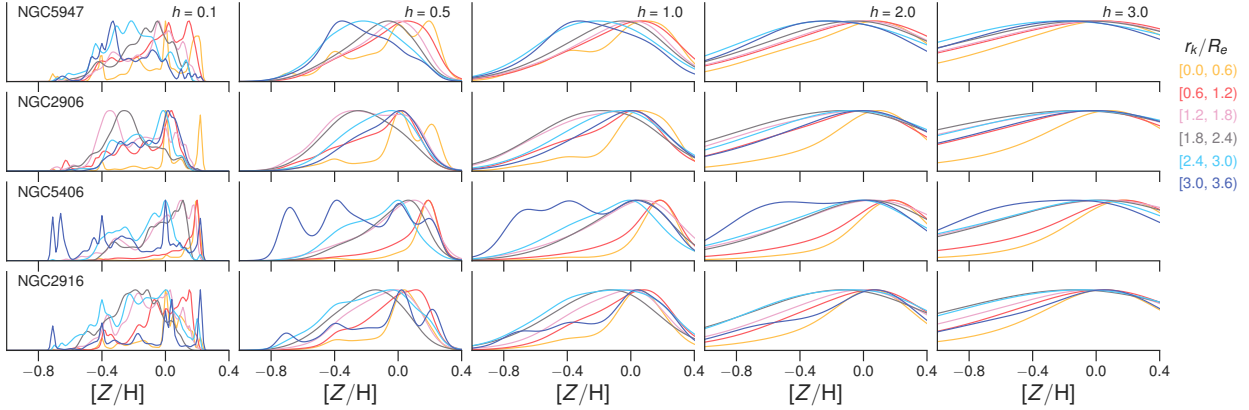 NGC5947
h = 0.1
h = 0.5
h = 1.0
h = 2.0
h = 3.0
r_k/R_e
[0.0, 0.6)
[0.6, 1.2)
[1.2, 1.8)
[1.8, 2.4)
[2.4, 3.0)
[3.0, 3.6)
NGC2906
NGC5406
NGC2916
−0.8 −0.4 0.0 0.4 −0.8 −0.4 0.0 0.4 −0.8 −0.4 0.0 0.4 −0.8 −0.4 0.0 0.4 −0.8 −0.4 0.0 0.4
[Z/H] [Z/H] [Z/H] [Z/H] [Z/H]